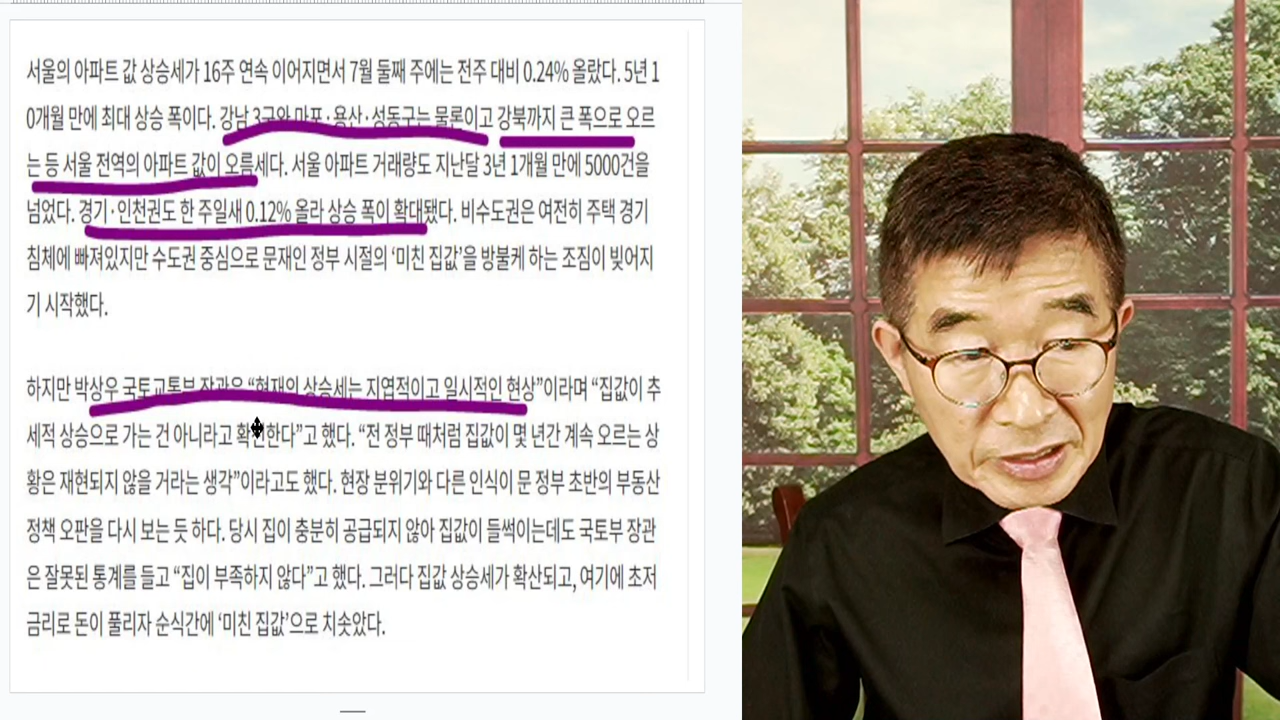 서울의 아파트 값 상승세가 16주 연속 이어지면서 7월 둘째 주에는 전주 대비 0.24% 올랐다. 5년 1
0개월 만에 최대 상승 폭이다. 강남 3구와 마포·용산·성동구는 물론이고 강북까지 큰 폭으로 오르
는 등 서울 전역의 아파트 값이 오름세다. 서울 아파트 거래량도 지난달 3년 1개월 만에 5000건을
넘었다. 경기·인천권도 한 주일새 0.12% 올라 상승 폭이 확대됐다. 비수도권은 여전히 주택 경기
침체에 빠져있지만 수도권 중심으로 문재인 정부 시절의 ‘미친 집값’을 방불케 하는 조짐이 빚어지
기 시작했다.
하지만 박상우 국토교통부 장관은 “현재의 상승세는 지엽적이고 일시적인 현상”이라며 “집값이 추
세적 상승으로 가는 건 아니라고 확신한다”고 했다. “전 정부 때처럼 집값이 몇 년간 계속 오르는 상
황은 재현되지 않을 거라는 생각”이라고도 했다. 현장 분위기와 다른 인식이 문 정부 초반의 부동산
정책 오판을 다시 보는 듯 하다. 당시 집이 충분히 공급되지 않아 집값이 들썩이는데도 국토부 장관
은 잘못된 통계를 들고 “집이 부족하지 않다”고 했다. 그러다 집값 상승세가 확산되고, 여기에 초저
금리로 돈이 풀리자 순식간에 ‘미친 집값’으로 치솟았다.